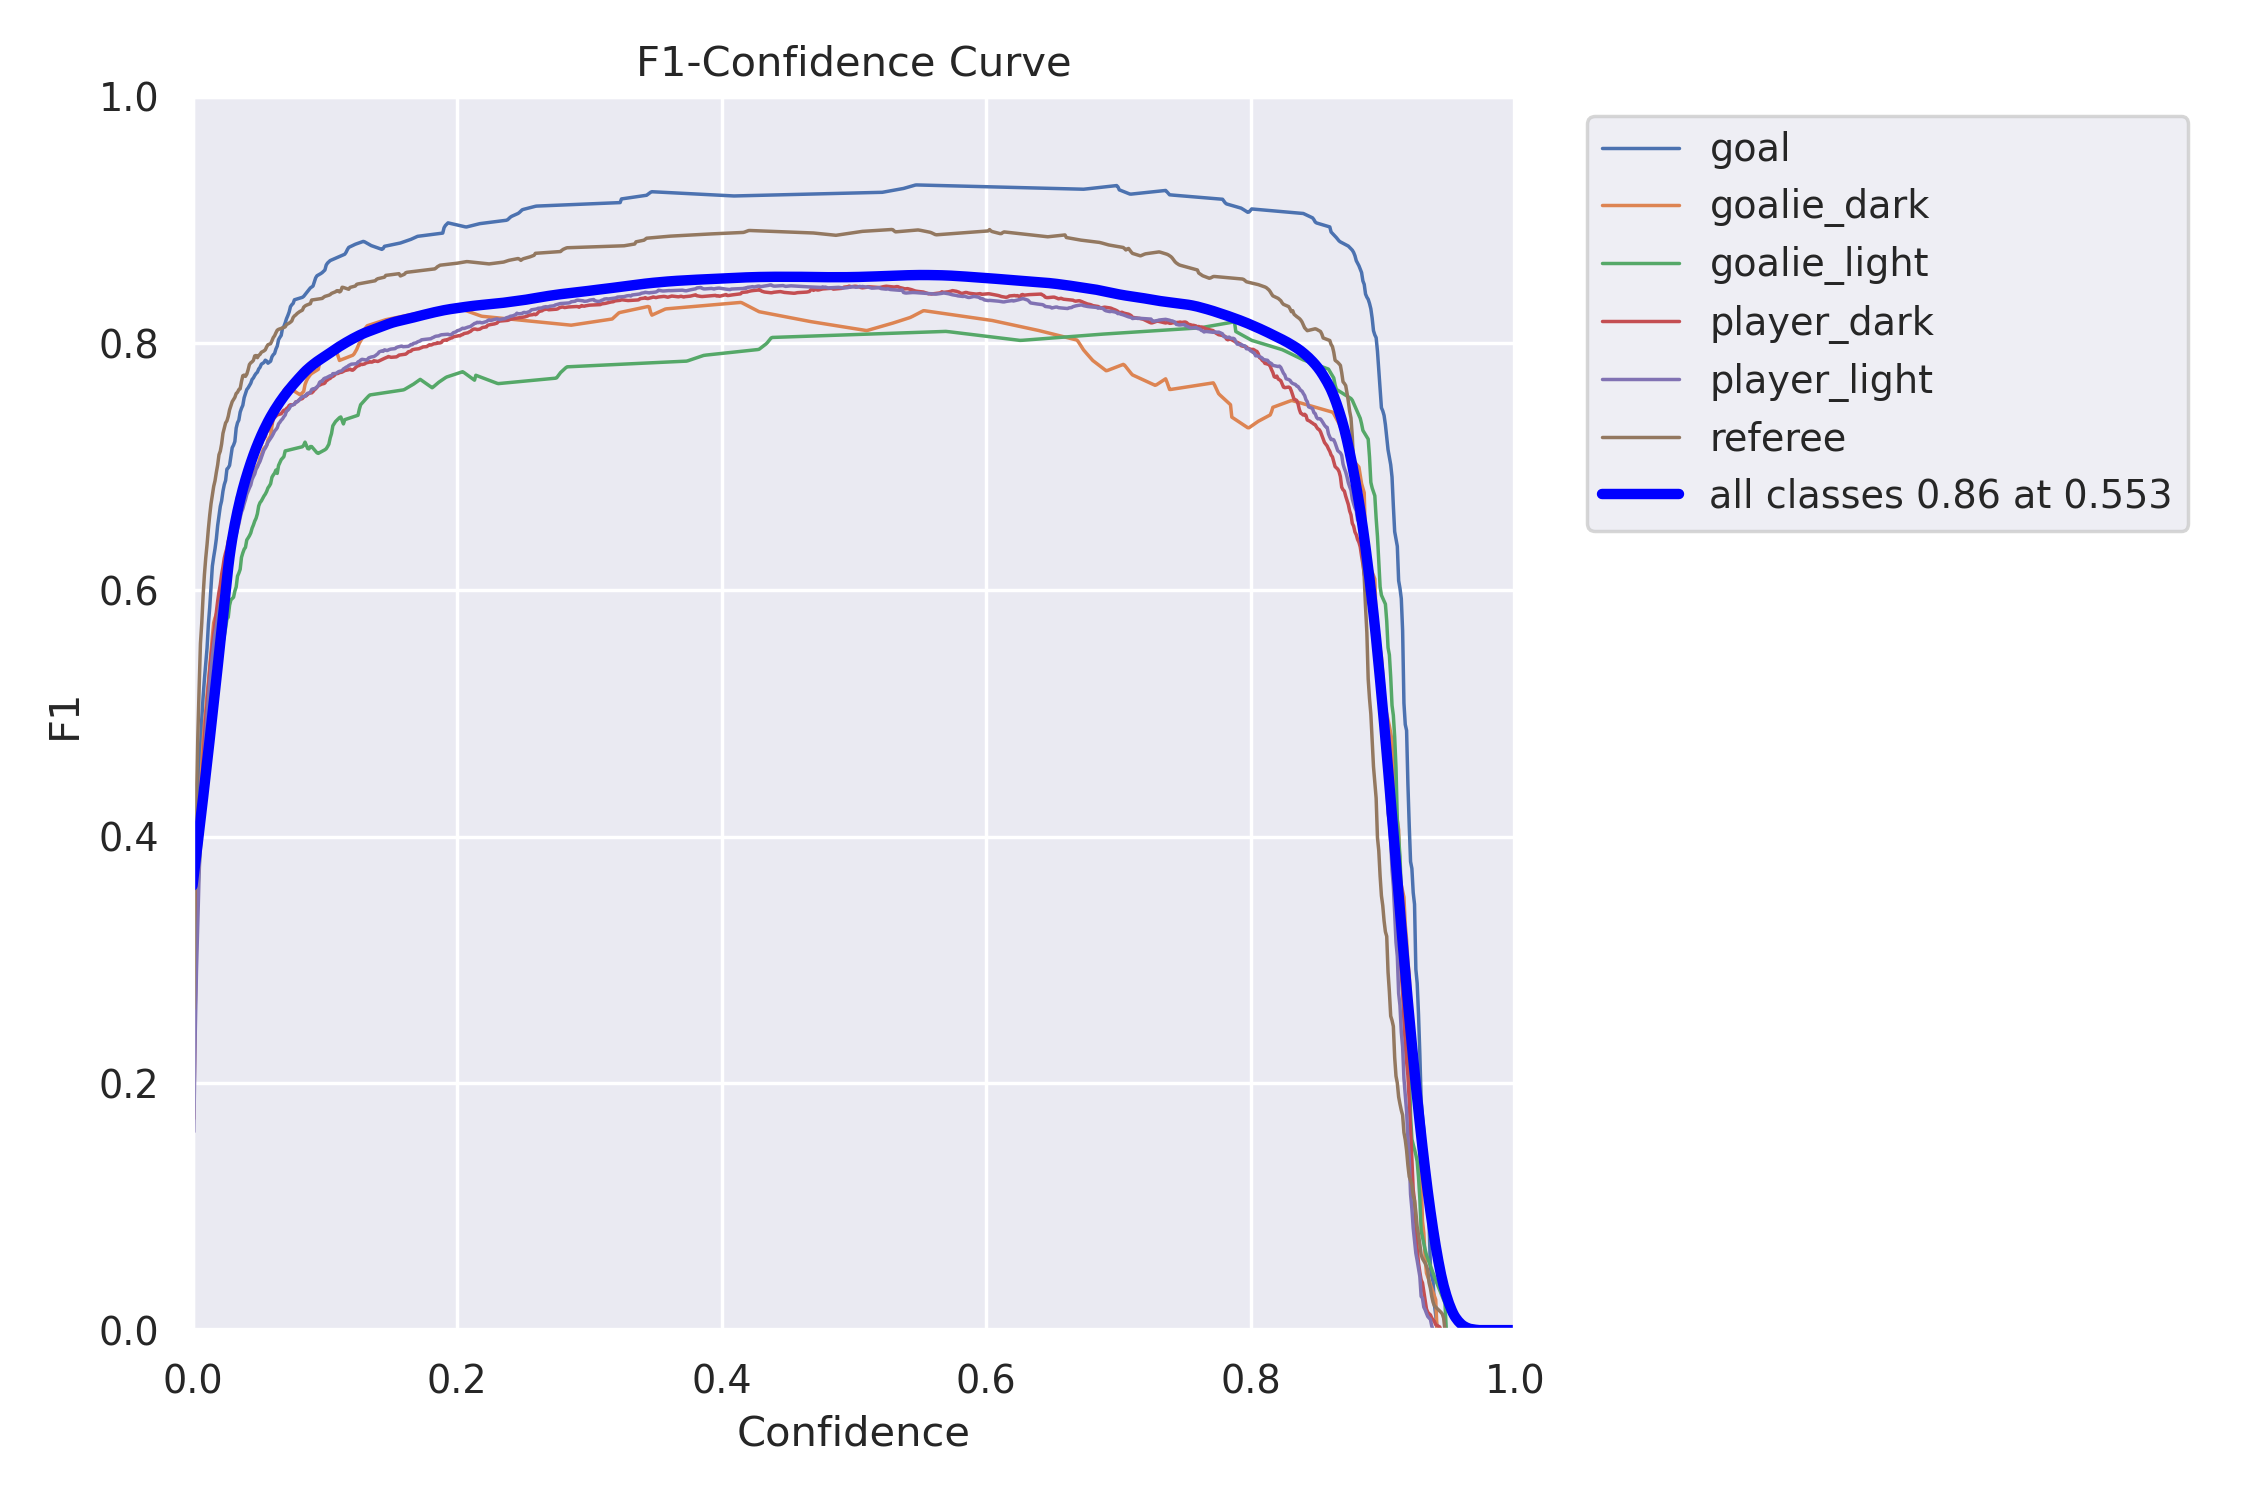 F1-Confidence Curve
1.0
0.8
0.6
0.4
0.2
0.0
F1
0.0 0.2 0.4 0.6 0.8 1.0
Confidence
goal
goalie_dark
goalie_light
player_dark
player_light
referee
all classes 0.86 at 0.553